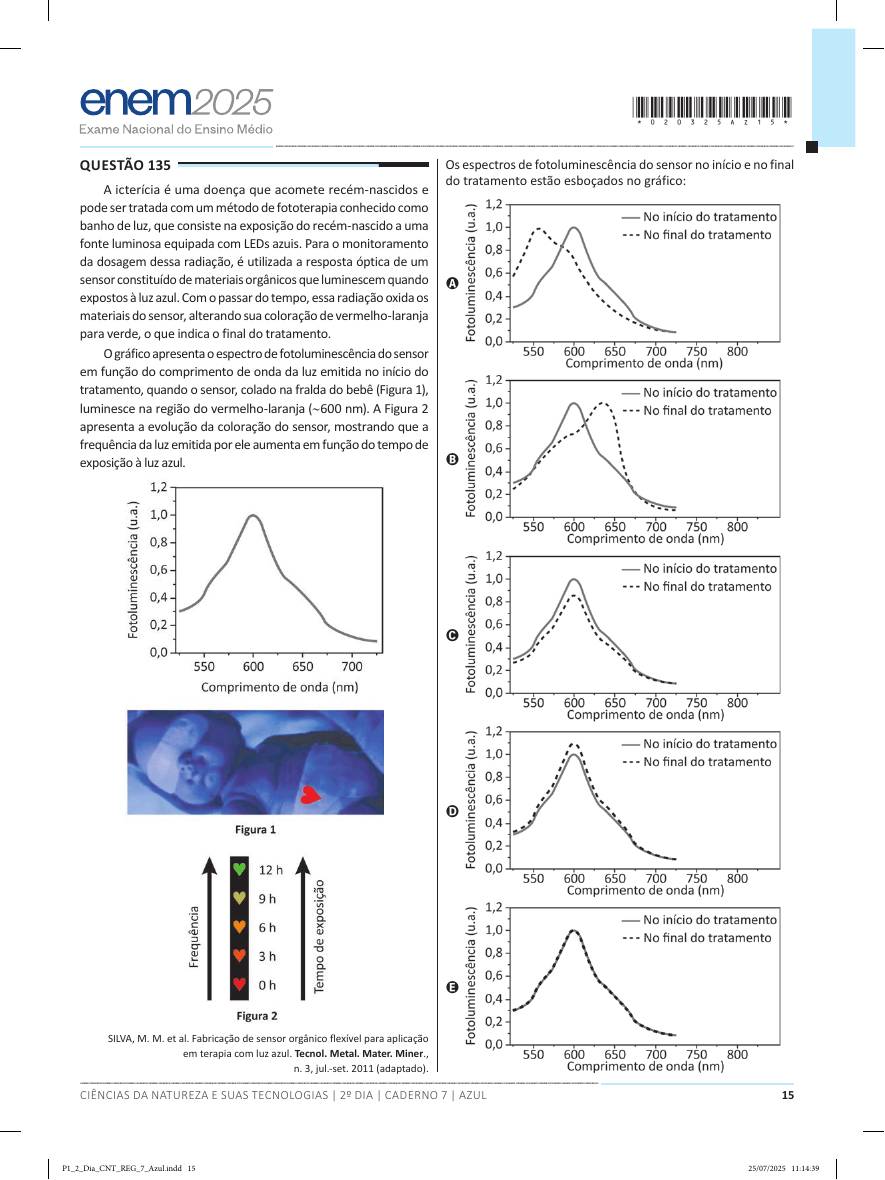 enem2025
Exame Nacional do Ensino Médio
*020325AZ15*
QUESTÃO 135
A icterícia é uma doença que acomete recém-nascidos e
pode ser tratada com um método de fototerapia conhecido como
banho de luz, que consiste na exposição do recém-nascido a uma
fonte luminosa equipada com LEDs azuis. Para o monitoramento
da dosagem dessa radiação, é utilizada a resposta óptica de um
sensor constituído de materiais orgânicos que luminescem quando
expostos à luz azul. Com o passar do tempo, essa radiação oxida os
materiais do sensor, alterando sua coloração de vermelho-laranja
para verde, o que indica o final do tratamento.
O gráfico apresenta o espectro de fotoluminescência do sensor
em função do comprimento de onda da luz emitida no início do
tratamento, quando o sensor, colado na fralda do bebê (Figura 1),
luminesce na região do vermelho-laranja (~600 nm). A Figura 2
apresenta a evolução da coloração do sensor, mostrando que a
frequência da luz emitida por ele aumenta em função do tempo de
exposição à luz azul.
Fotoluminescência (u.a.)
1,2
1,0
0,8
0,6
0,4
0,2
0,0
550 600 650 700
Comprimento de onda (nm)
Figura 1
Frequência
12 h
9 h
6 h
3 h
0 h
Tempo de exposição
Figura 2
SILVA, M. M. et al. Fabricação de sensor orgânico flexível para aplicação
em terapia com luz azul. Tecnol. Metal. Mater. Miner.,
n. 3, jul.-set. 2011 (adaptado).
Os espectros de fotoluminescência do sensor no início e no final
do tratamento estão esboçados no gráfico:
A
Fotoluminescência (u.a.)
1,2
1,0
0,8
0,6
0,4
0,2
0,0
No início do tratamento
No final do tratamento
550 600 650 700 750 800
Comprimento de onda (nm)
B
Fotoluminescência (u.a.)
1,2
1,0
0,8
0,6
0,4
0,2
0,0
No início do tratamento
No final do tratamento
550 600 650 700 750 800
Comprimento de onda (nm)
C
Fotoluminescência (u.a.)
1,2
1,0
0,8
0,6
0,4
0,2
0,0
No início do tratamento
No final do tratamento
550 600 650 700 750 800
Comprimento de onda (nm)
D
Fotoluminescência (u.a.)
1,2
1,0
0,8
0,6
0,4
0,2
0,0
No início do tratamento
No final do tratamento
550 600 650 700 750 800
Comprimento de onda (nm)
E
Fotoluminescência (u.a.)
1,2
1,0
0,8
0,6
0,4
0,2
0,0
No início do tratamento
No final do tratamento
550 600 650 700 750 800
Comprimento de onda (nm)
CIÊNCIAS DA NATUREZA E SUAS TECNOLOGIAS | 2º DIA | CADERNO 7 | AZUL
15
P1_2_Dia_CNT_REG_7_Azul.indd 15
25/07/2025 11:14:39